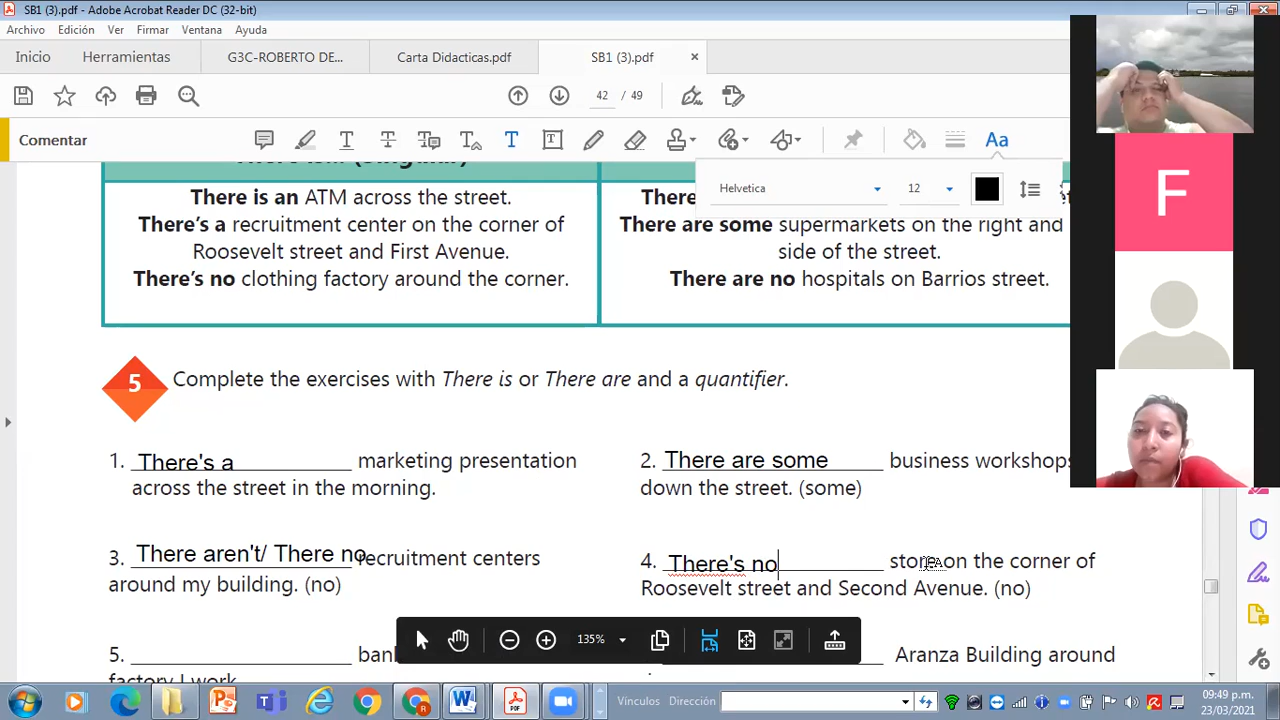 SB1 (3).pdf - Adobe Acrobat Reader DC (32-bit)
Archivo Edición Ver Firmar Ventana Ayuda
Inicio Herramientas G3C-ROBERTO DE... Carta Didacticas.pdf SB1 (3).pdf ×
42 / 49
Comentar
Aa
Helvetica 12
There is an ATM across the street.
There's a recruitment center on the corner of
Roosevelt street and First Avenue.
There's no clothing factory around the corner.
There are some supermarkets on the right and
side of the street.
There are no hospitals on Barrios street.
F
5 Complete the exercises with There is or There are and a quantifier.
1. There's a marketing presentation
across the street in the morning.
2. There are some business workshops
down the street. (some)
3. There aren't/ There no recruitment centers
around my building. (no)
4. There's no store on the corner of
Roosevelt street and Second Avenue. (no)
135%
5. bank
factory I work.
Aranza Building around
Vínculos Dirección
09:49 p.m.
23/03/2021